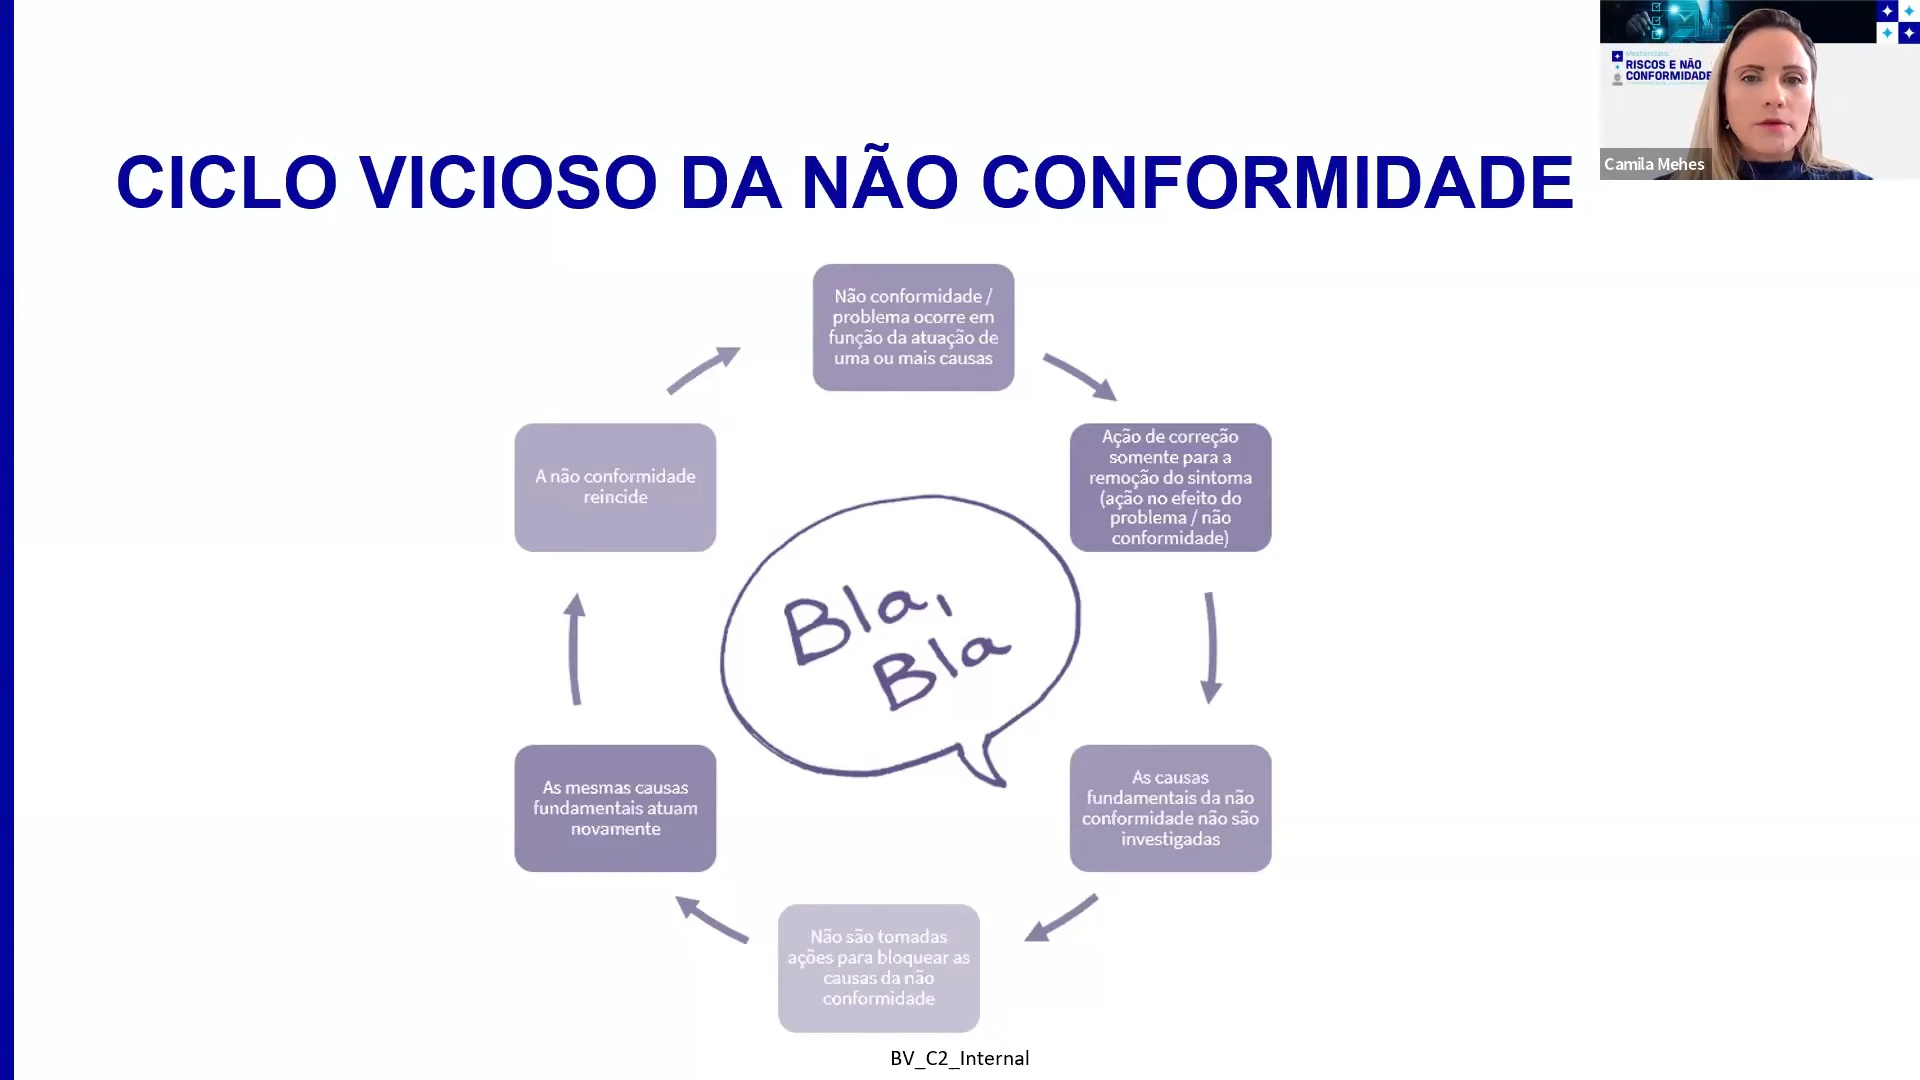 Masterclass
RISCOS E NÃO
CONFORMIDADE
Camila Mehes
CICLO VICIOSO DA NÃO CONFORMIDADE
Não conformidade /
problema ocorre em
função da atuação de
uma ou mais causas
Ação de correção
somente para a
remoção do sintoma
(ação no efeito do
problema / não
conformidade)
As causas
fundamentais da não
conformidade não são
investigadas
Não são tomadas
ações para bloquear as
causas da não
conformidade
As mesmas causas
fundamentais atuam
novamente
A não conformidade
reincide
Bla,
Bla
BV_C2_Internal